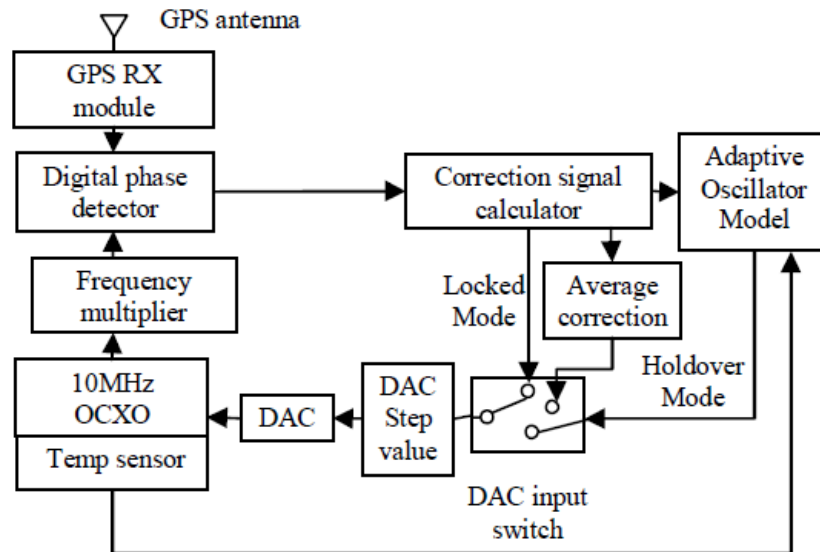 GPS antenna
GPS RX
module
Digital phase
detector
Correction signal
calculator
Adaptive
Oscillator
Model
Frequency
multiplier
Locked
Mode
Average
correction
10MHz
OCXO
Temp sensor
DAC
DAC
Step
value
Holdover
Mode
DAC input
switch